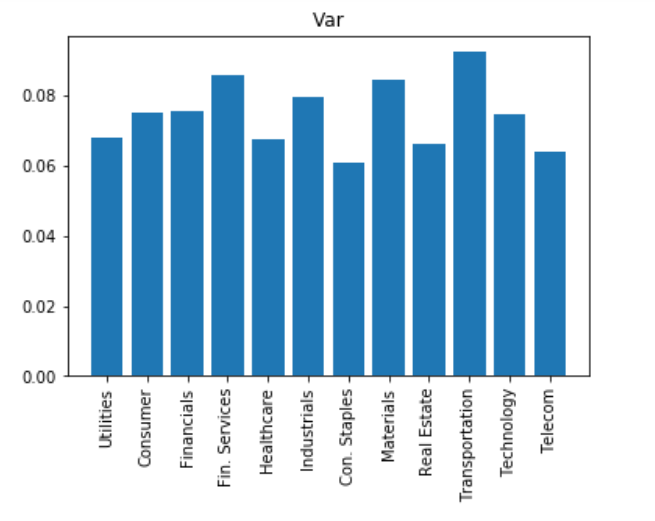 Var
0.08
0.06
0.04
0.02
0.00
Utilities
Consumer
Financials
Fin. Services
Healthcare
Industrials
Con. Staples
Materials
Real Estate
Transportation
Technology
Telecom